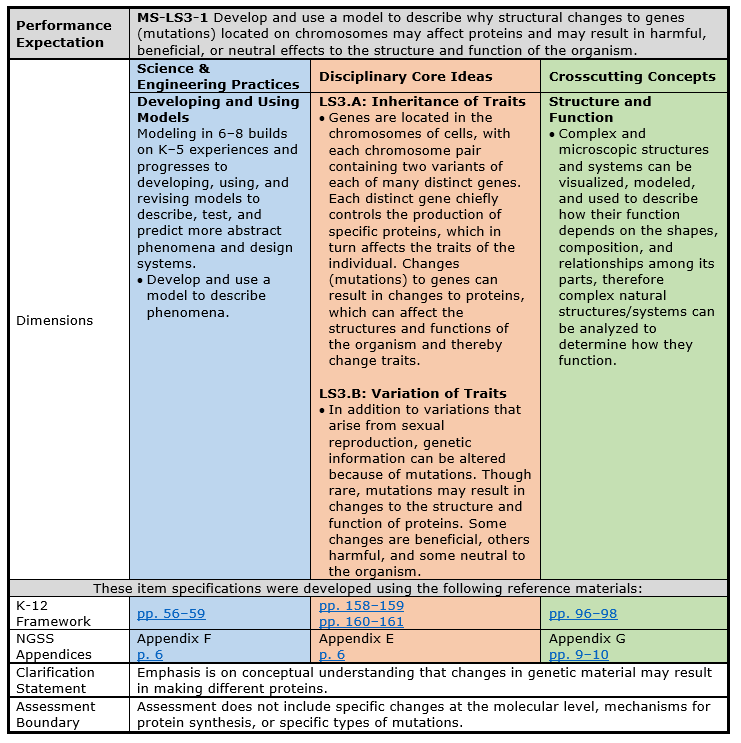 Performance
Expectation
MS-LS3-1 Develop and use a model to describe why structural changes to genes
(mutations) located on chromosomes may affect proteins and may result in harmful,
beneficial, or neutral effects to the structure and function of the organism.
Dimensions
Science &
Engineering Practices
Developing and Using
Models
Modeling in 6–8 builds
on K–5 experiences and
progresses to
developing, using, and
revising models to
describe, test, and
predict more abstract
phenomena and design
systems.
• Develop and use a
model to describe
phenomena.
Disciplinary Core Ideas
LS3.A: Inheritance of Traits
• Genes are located in the
chromosomes of cells, with
each chromosome pair
containing two variants of
each of many distinct genes.
Each distinct gene chiefly
controls the production of
specific proteins, which in
turn affects the traits of the
individual. Changes
(mutations) to genes can
result in changes to proteins,
which can affect the
structures and functions of
the organism and thereby
change traits.
LS3.B: Variation of Traits
• In addition to variations that
arise from sexual
reproduction, genetic
information can be altered
because of mutations. Though
rare, mutations may result in
changes to the structure and
function of proteins. Some
changes are beneficial, others
harmful, and some neutral to
the organism.
Crosscutting Concepts
Structure and
Function
• Complex and
microscopic structures
and systems can be
visualized, modeled,
and used to describe
how their function
depends on the shapes,
composition, and
relationships among its
parts, therefore
complex natural
structures/systems can
be analyzed to
determine how they
function.
These item specifications were developed using the following reference materials:
K-12
Framework
pp. 56–59
pp. 158–159
pp. 160–161
pp. 96–98
NGSS
Appendices
Appendix F
p. 6
Appendix E
p. 6
Appendix G
pp. 9–10
Clarification
Statement
Emphasis is on conceptual understanding that changes in genetic material may result
in making different proteins.
Assessment
Boundary
Assessment does not include specific changes at the molecular level, mechanisms for
protein synthesis, or specific types of mutations.